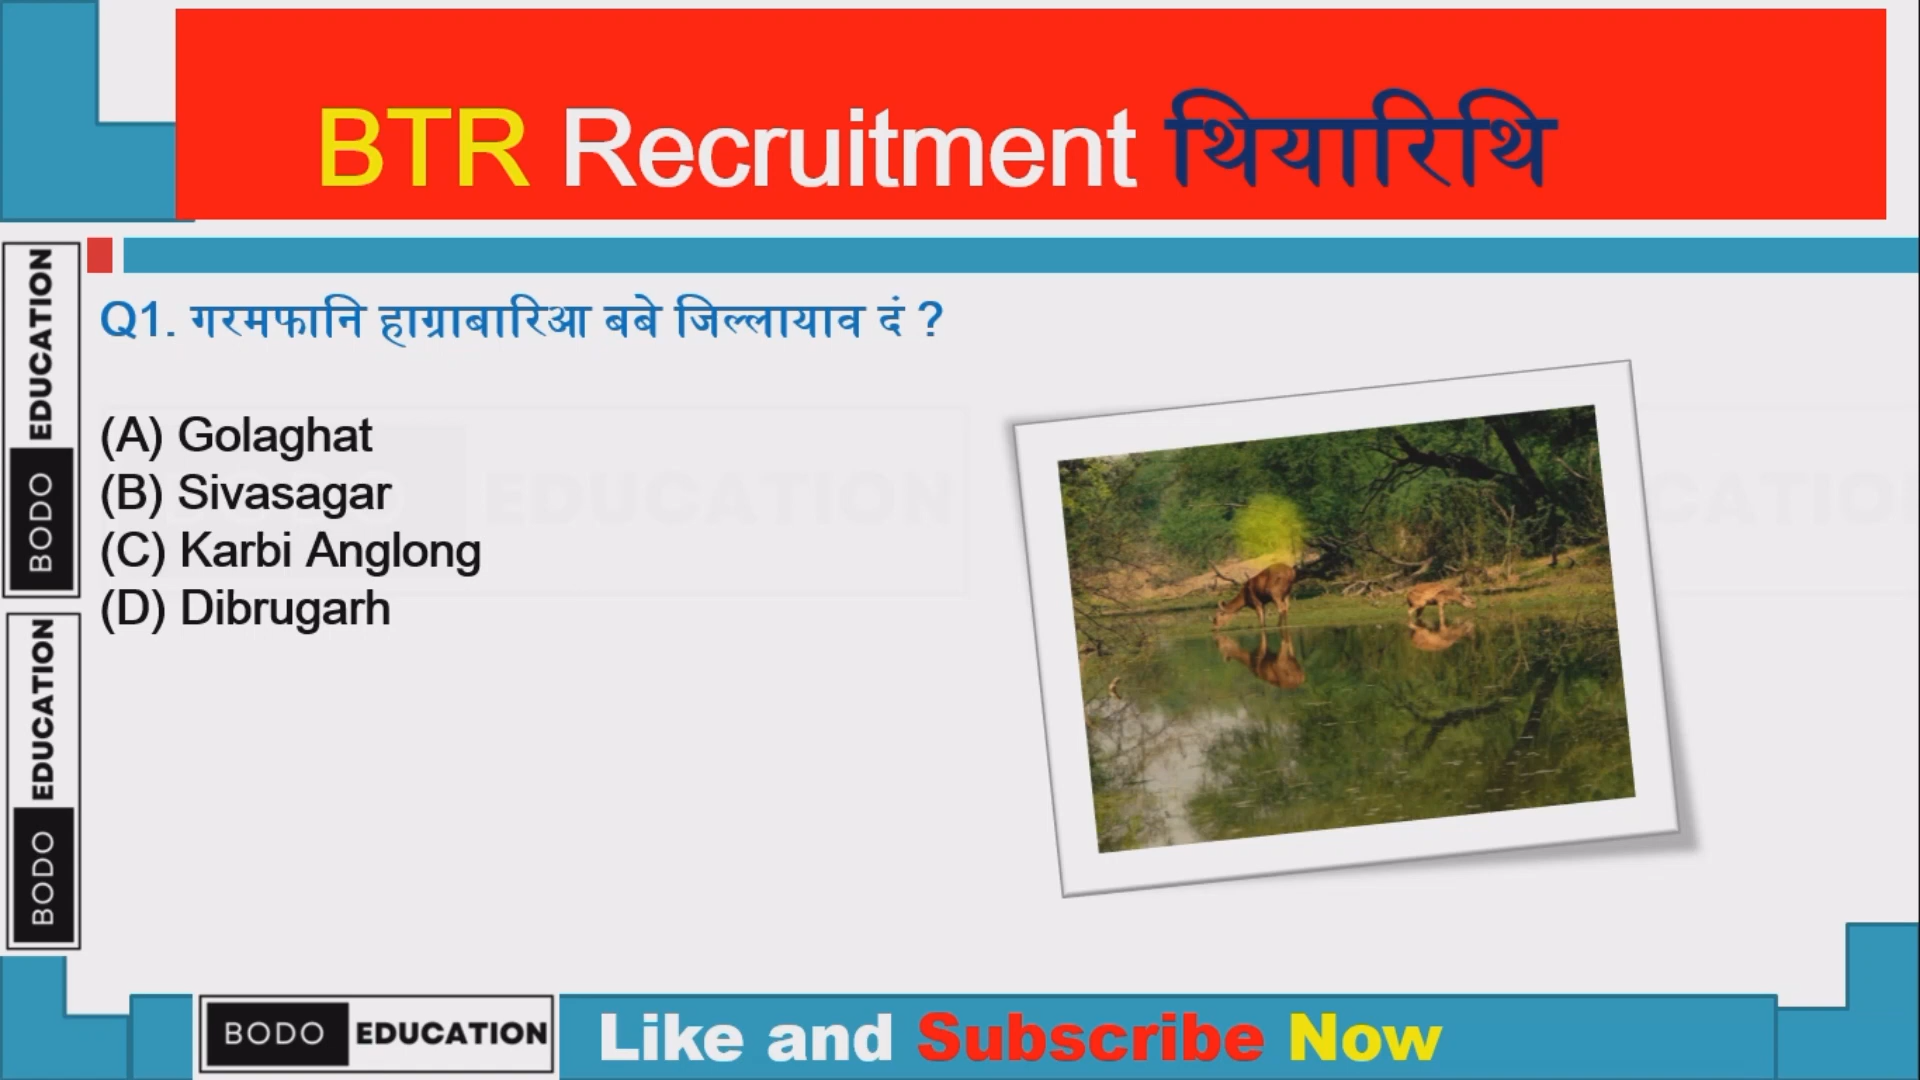 BTR Recruitment थियारिथि
Q1. गरमफानि हाग्राबारिआ बबे जिल्लायाव दं ?
(A) Golaghat
(B) Sivasagar
(C) Karbi Anglong
(D) Dibrugarh
BODO EDUCATION
BODO EDUCATION
BODO EDUCATION
Like and Subscribe Now
EDUCATION